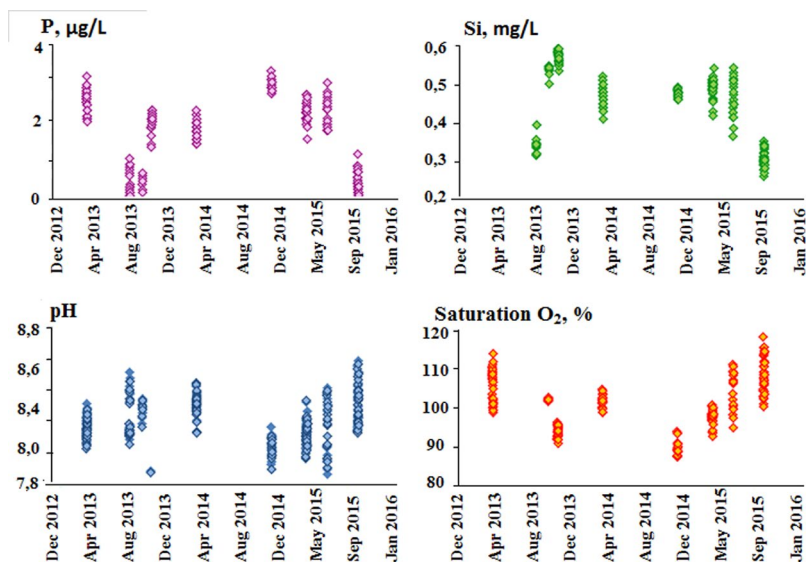 P, µg/L
4
2
0
Dec 2012
Apr 2013
Aug 2013
Dec 2013
Apr 2014
Aug 2014
Dec 2014
May 2015
Sep 2015
Jan 2016
Si, mg/L
0,6
0,5
0,4
0,3
0,2
Dec 2012
Apr 2013
Aug 2013
Dec 2013
Apr 2014
Aug 2014
Dec 2014
May 2015
Sep 2015
Jan 2016
pH
8,8
8,6
8,4
8,0
7,8
Dec 2012
Apr 2013
Aug 2013
Dec 2013
Apr 2014
Aug 2014
Dec 2014
May 2015
Sep 2015
Jan 2016
Saturation O₂, %
120
110
100
90
80
Dec 2012
Apr 2013
Aug 2013
Dec 2013
Apr 2014
Aug 2014
Dec 2014
May 2015
Sep 2015
Jan 2016